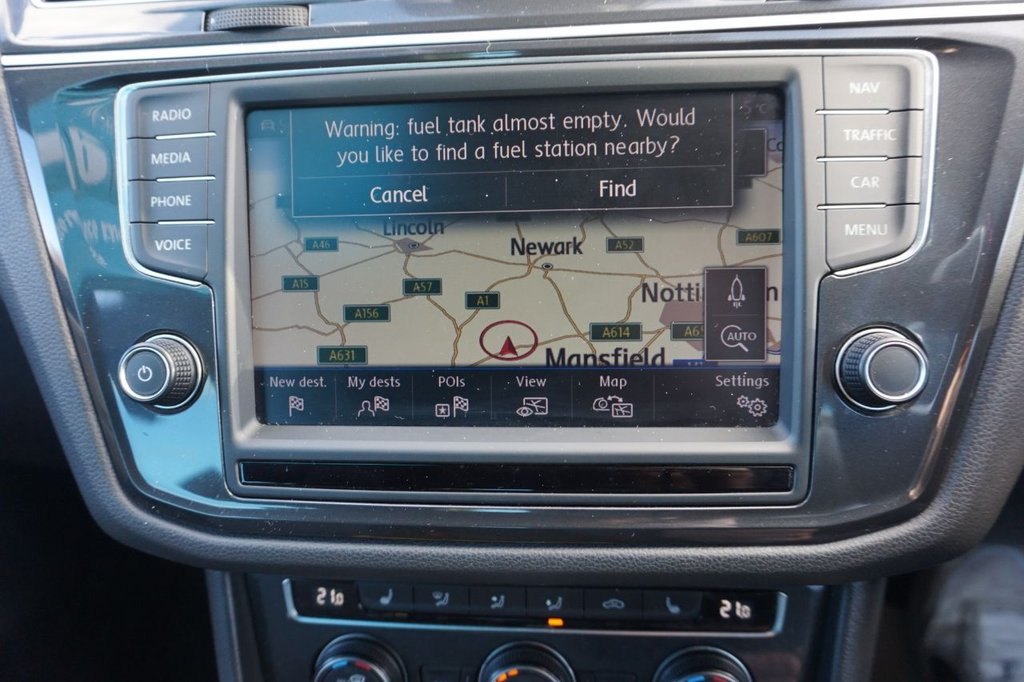 RADIO
MEDIA
PHONE
VOICE
NAV
TRAFFIC
CAR
MENU
Warning: fuel tank almost empty. Would
you like to find a fuel station nearby?
Cancel Find
Lincoln
A46
Newark
A52
A607
A15
A57
A1
A156
A614
A631
Mansfield
AUTO
New dest. My dests POIs View Map Settings
21.0 21.0